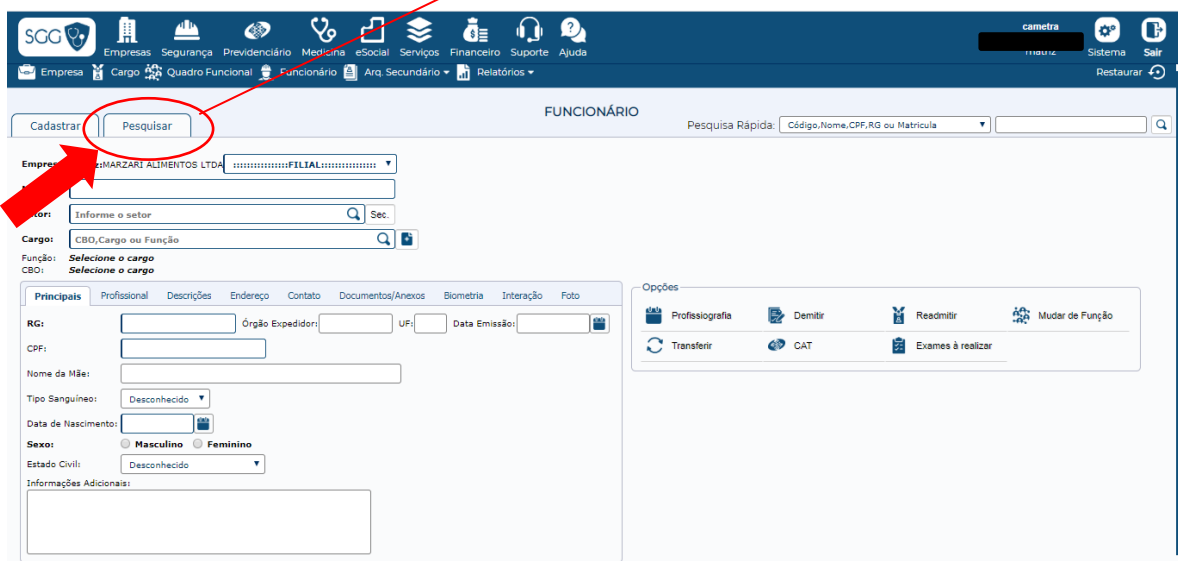 SGG
Empresas Segurança Previdenciário Medicina eSocial Serviços Financeiro Suporte Ajuda
cametra
matriz
Sistema Sair
Empresa Cargo Quadro Funcional Funcionário Arq. Secundário Relatórios
Restaurar
FUNCIONÁRIO
Cadastrar Pesquisar
Pesquisa Rápida: Código,Nome,CPF,RG ou Matricula
Empres :MARZARI ALIMENTOS LTDA ::::::::::::::::FILIAL::::::::::::::::
Informe o setor Sec.
Cargo: CBO,Cargo ou Função
Função: Selecione o cargo
CBO: Selecione o cargo
Principais Profissional Descrições Endereço Contato Documentos/Anexos Biometria Interação Foto
RG: Órgão Expedidor: UF: Data Emissão:
CPF:
Nome da Mãe:
Tipo Sanguíneo: Desconhecido
Data de Nascimento:
Sexo: Masculino Feminino
Estado Civil: Desconhecido
Informações Adicionais:
Opções
Profissiografia Demitir Readmitir Mudar de Função
Transferir CAT Exames à realizar